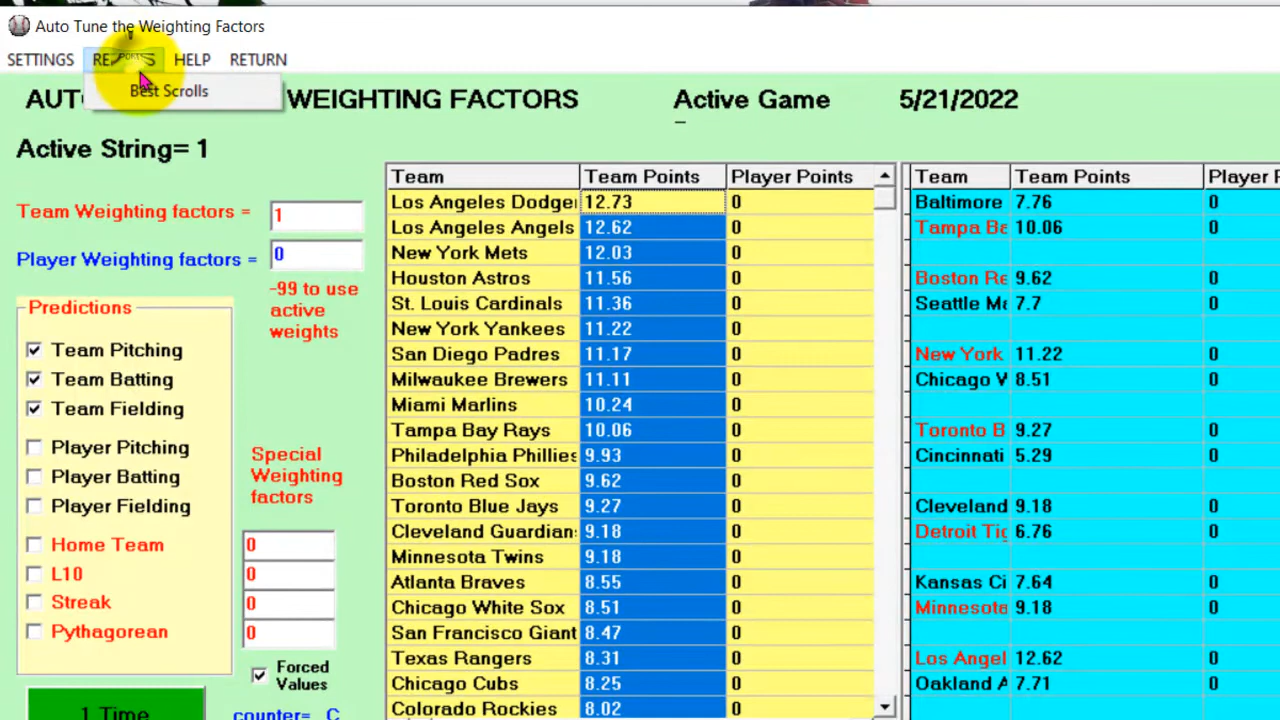 Auto Tune the Weighting Factors
SETTINGS REPORTS HELP RETURN
Best Scrolls
AUT WEIGHTING FACTORS Active Game 5/21/2022
Active String= 1
Team Weighting factors = 1
Player Weighting factors = 0
-99 to use
active
weights
Predictions
Team Pitching
Team Batting
Team Fielding
Player Pitching
Player Batting
Player Fielding
Special
Weighting
factors
Home Team 0
L10 0
Streak 0
Pythagorean 0
Forced
Values
1 Time
counter= C
Team Team Points Player Points
Los Angeles Dodge 12.73 0
Los Angeles Angels 12.62 0
New York Mets 12.03 0
Houston Astros 11.56 0
St. Louis Cardinals 11.36 0
New York Yankees 11.22 0
San Diego Padres 11.17 0
Milwaukee Brewers 11.11 0
Miami Marlins 10.24 0
Tampa Bay Rays 10.06 0
Philadelphia Phillies 9.93 0
Boston Red Sox 9.62 0
Toronto Blue Jays 9.27 0
Cleveland Guardian 9.18 0
Minnesota Twins 9.18 0
Atlanta Braves 8.55 0
Chicago White Sox 8.51 0
San Francisco Giant 8.47 0
Texas Rangers 8.31 0
Chicago Cubs 8.25 0
Colorado Rockies 8.02 0
Team Team Points Player P
Baltimore 7.76 0
Tampa Ba 10.06 0
Boston Re 9.62 0
Seattle Ma 7.7 0
New York 11.22 0
Chicago W 8.51 0
Toronto B 9.27 0
Cincinnati 5.29 0
Cleveland 9.18 0
Detroit Tig 6.76 0
Kansas Ci 7.64 0
Minnesota 9.18 0
Los Angel 12.62 0
Oakland A 7.71 0